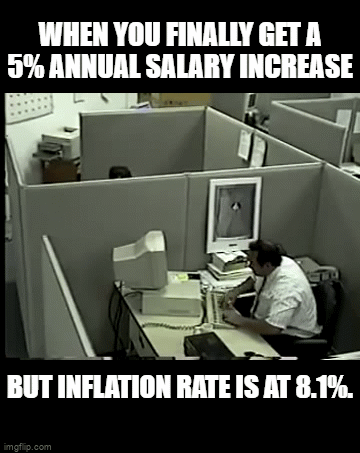 WHEN YOU FINALLY GET A
5% ANNUAL SALARY INCREASE
BUT INFLATION RATE IS AT 8.1%.
imgflip.com